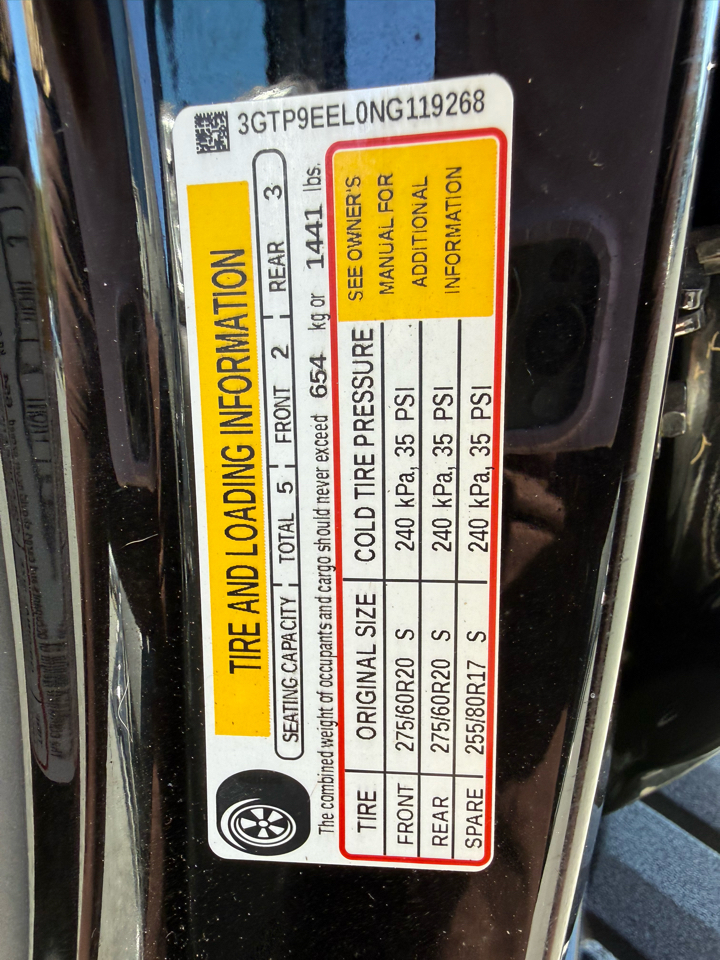 3GTP9EEL0NG119268
TIRE AND LOADING INFORMATION
SEATING CAPACITY TOTAL 5 FRONT 2 REAR 3
The combined weight of occupants and cargo should never exceed 654 kg or 1441 lbs.
TIRE ORIGINAL SIZE COLD TIRE PRESSURE
FRONT 275/60R20 S 240 kPa, 35 PSI
REAR 275/60R20 S 240 kPa, 35 PSI
SPARE 255/80R17 S 240 kPa, 35 PSI
SEE OWNER'S
MANUAL FOR
ADDITIONAL
INFORMATION